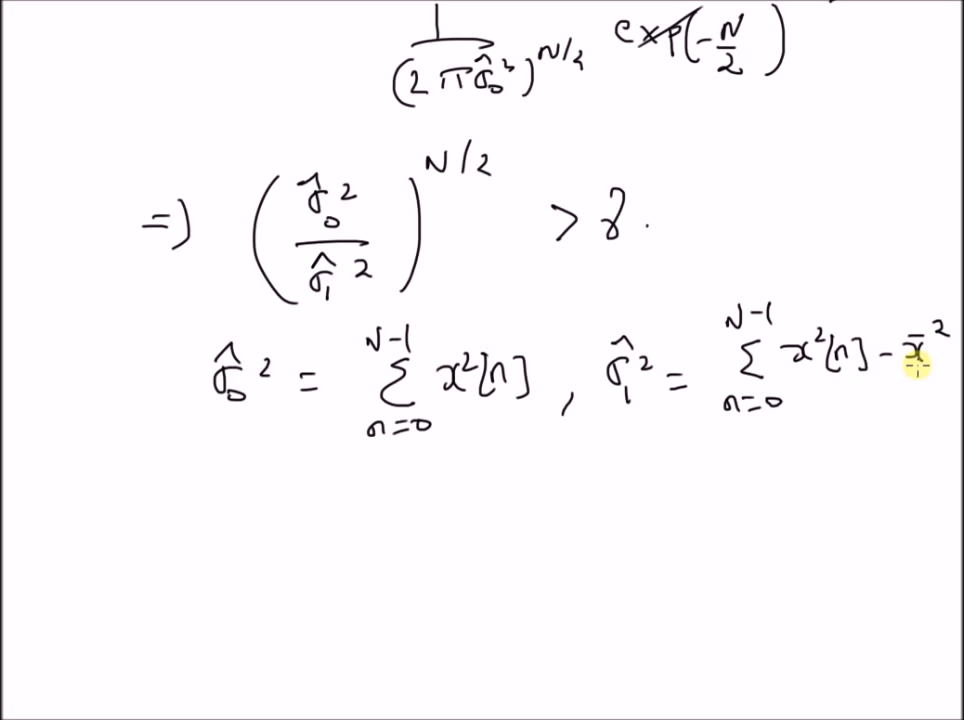 1
(2πσ̂₀²)^{N/2} exp(-N/2)
=> (σ̂₀² / σ̂₁²)^{N/2} > γ.
σ̂₀² = Σ_{n=0}^{N-1} x²[n] , σ̂₁² = Σ_{n=0}^{N-1} x²[n] - x̄²